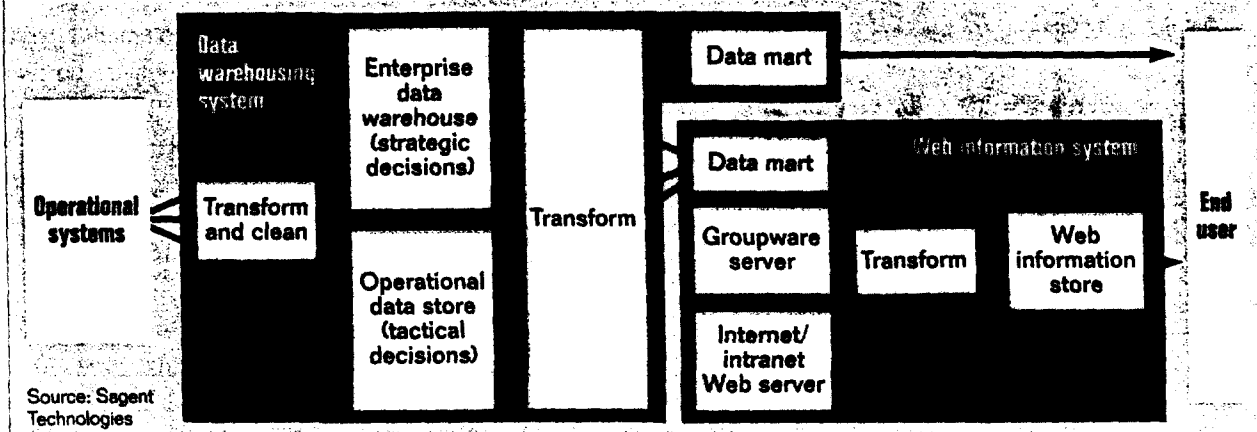 Data
warehousing
system
Operational
systems
Transform
and clean
Enterprise
data
warehouse
(strategic
decisions)
Operational
data store
(tactical
decisions)
Transform
Data mart
Web information system
Data mart
Groupware
server
Internet/
intranet
Web server
Transform
Web
information
store
End
user
Source: Sagent
Technologies